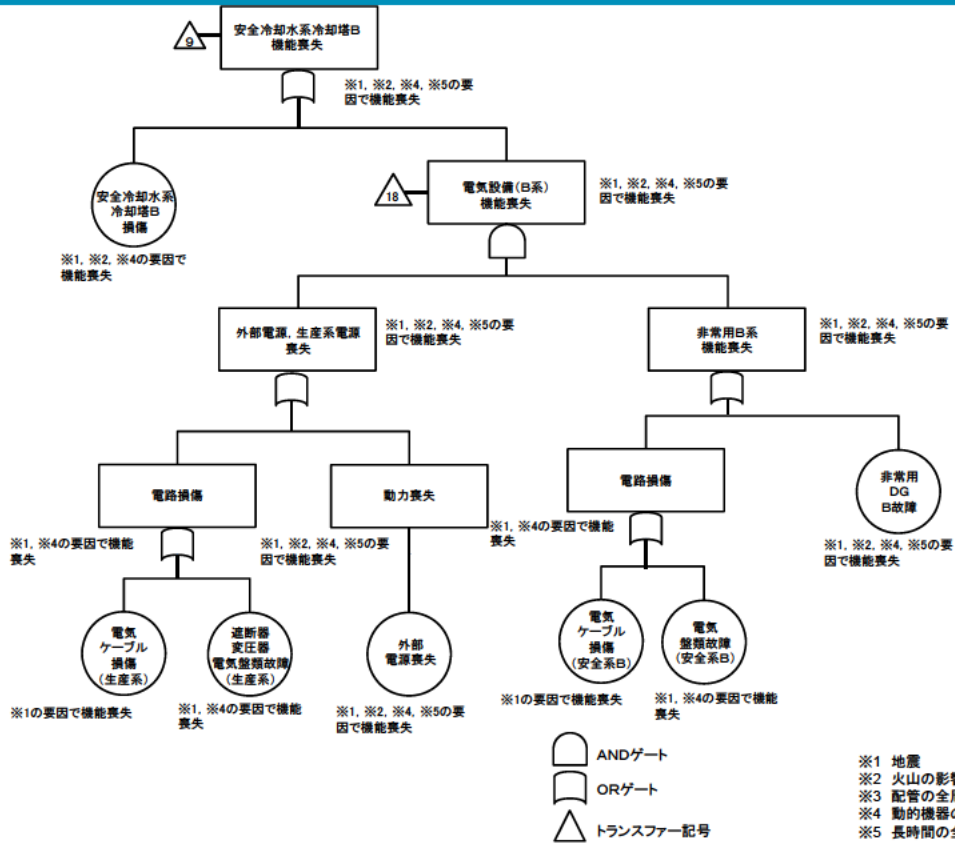 安全冷却水系冷却塔B
機能喪失
9
※1, ※2, ※4, ※5の要
因で機能喪失
安全冷却水系
冷却塔B
損傷
※1, ※2, ※4の要因で
機能喪失
18
電気設備(B系)
機能喪失
※1, ※2, ※4, ※5の要
因で機能喪失
外部電源, 生産系電源
喪失
※1, ※2, ※4, ※5の要
因で機能喪失
非常用B系
機能喪失
※1, ※2, ※4, ※5の要
因で機能喪失
電路損傷
※1, ※4の要因で機能
喪失
動力喪失
※1, ※2, ※4, ※5の要
因で機能喪失
電路損傷
※1, ※4の要因で機能
喪失
非常用
DG
B故障
※1, ※2, ※4, ※5の要
因で機能喪失
電気
ケーブル
損傷
(生産系)
※1の要因で機能喪失
遮断器
変圧器
電気盤類故障
(生産系)
※1, ※4の要因で機能
喪失
外部
電源喪失
※1, ※2, ※4, ※5の要
因で機能喪失
電気
ケーブル
損傷
(安全系B)
※1の要因で機能喪失
電気
盤類故障
(安全系B)
※1, ※4の要因で機能
喪失
ANDゲート
ORゲート
トランスファー記号
※1 地震
※2 火山の影
※3 配管の全
※4 動的機器の
※5 長時間の